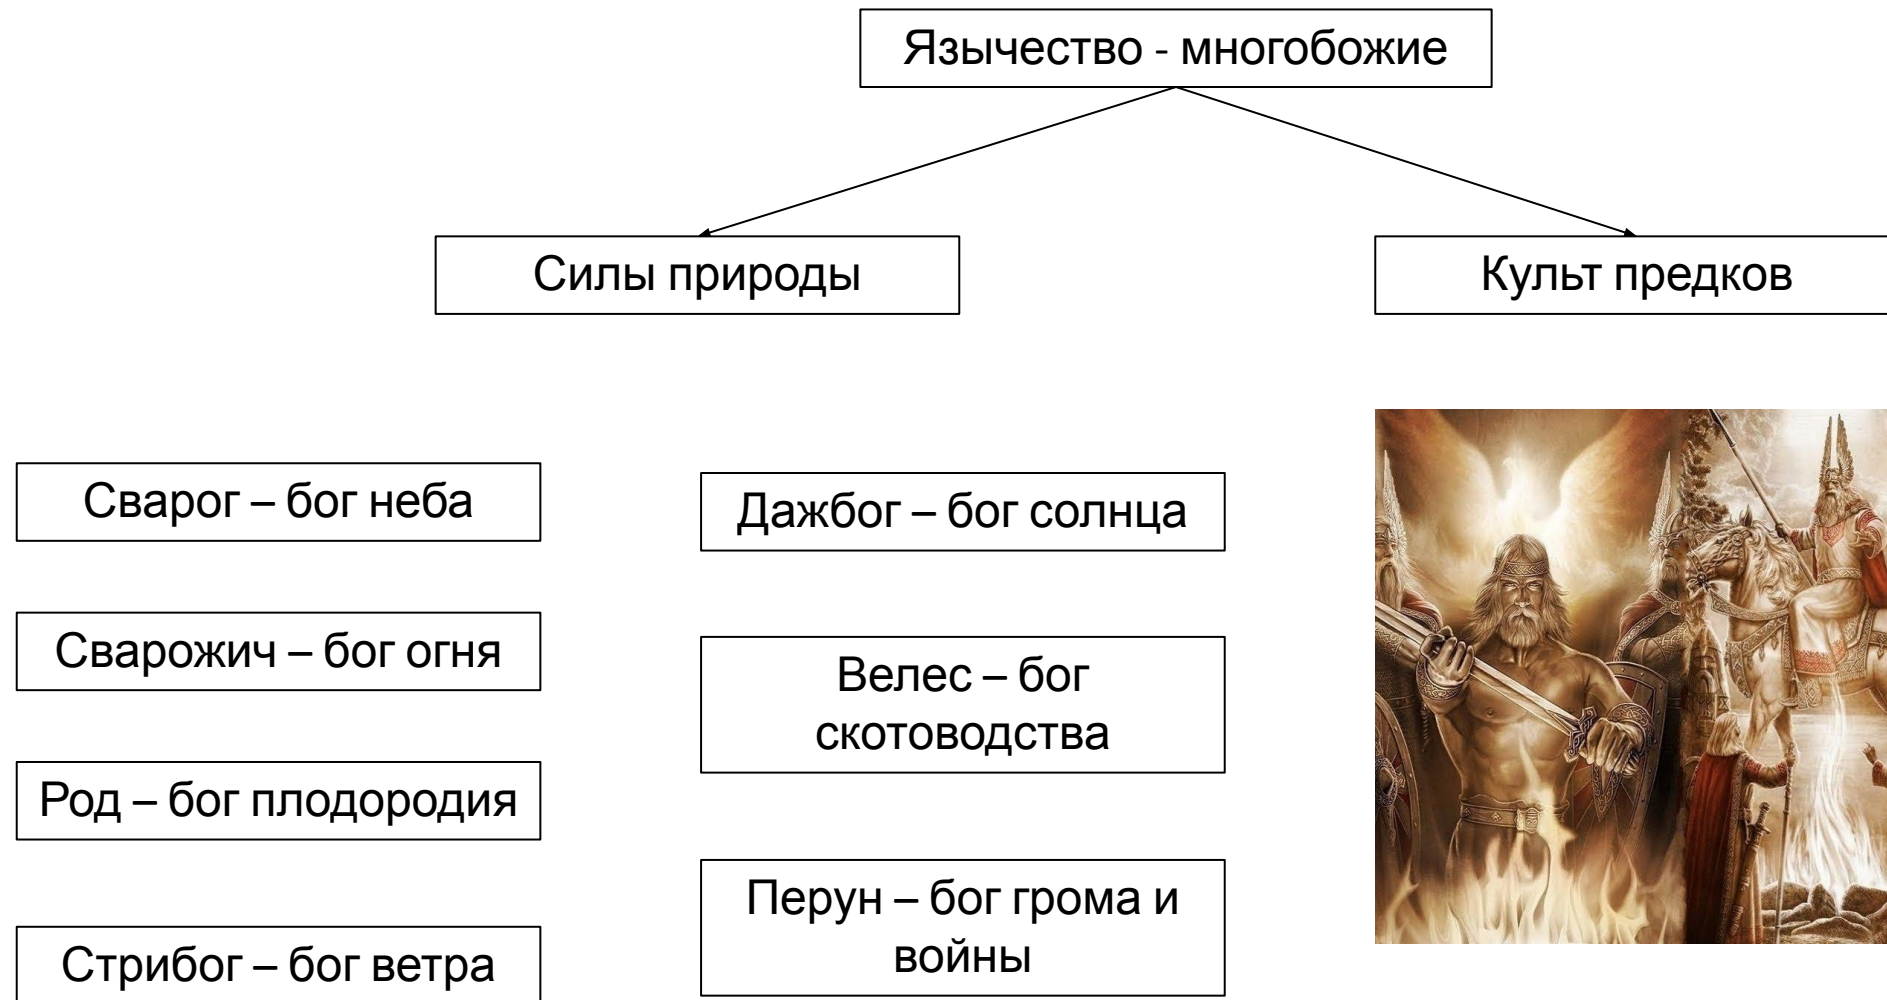 Язычество - многобожие
Силы природы
Культ предков
Сварог – бог неба
Сварожич – бог огня
Род – бог плодородия
Стрибог – бог ветра
Дажбог – бог солнца
Велес – бог
скотоводства
Перун – бог грома и
войны